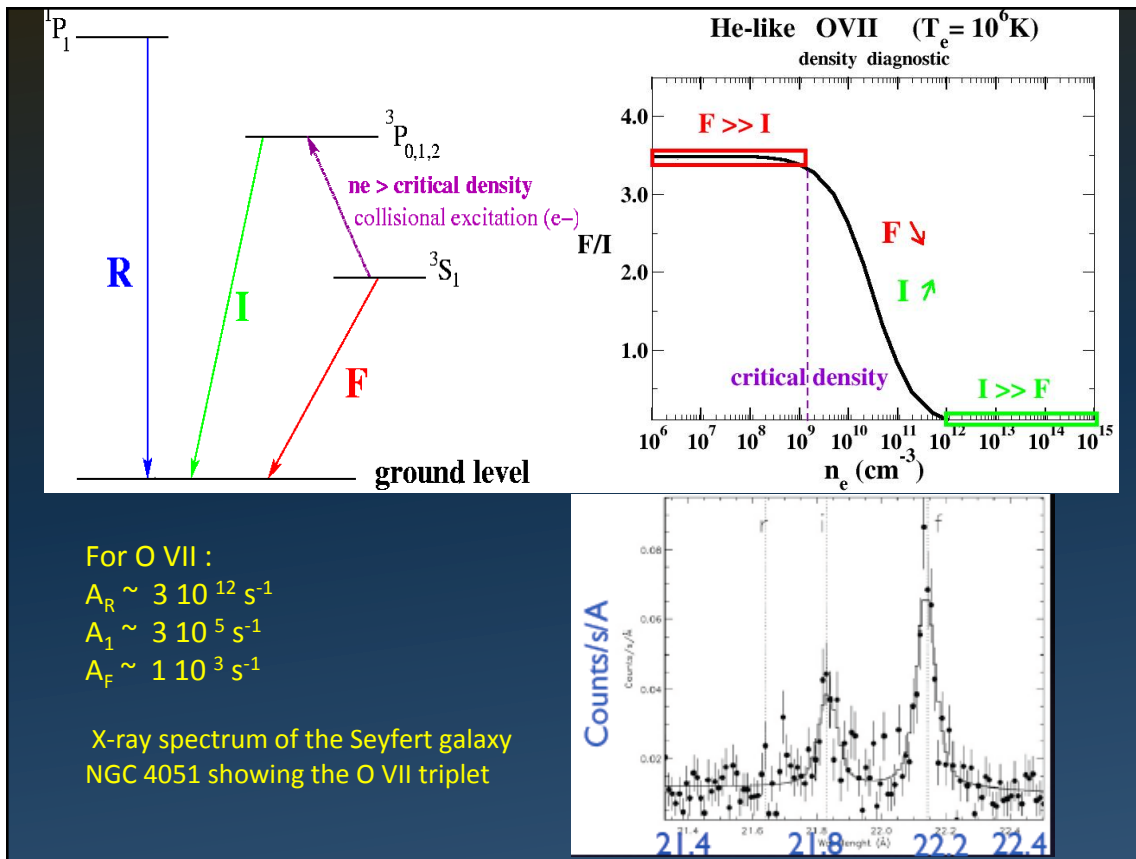 ¹P₁
³P₀,₁,₂
ne > critical density
collisional excitation (e−)
³S₁
R
I
F
ground level
He-like OVII (Tₑ= 10⁶K)
density diagnostic
F/I
4.0
3.0
2.0
1.0
F >> I
F ↘
I ↗
critical density
I >> F
10⁶ 10⁷ 10⁸ 10⁹ 10¹⁰ 10¹¹ 10¹² 10¹³ 10¹⁴ 10¹⁵
nₑ (cm⁻³)
For O VII :
A_R ~ 3 10 ¹² s⁻¹
A₁ ~ 3 10 ⁵ s⁻¹
A_F ~ 1 10 ³ s⁻¹
X-ray spectrum of the Seyfert galaxy
NGC 4051 showing the O VII triplet
r i f
Counts/s/A
Counts/s/Å
0.08
0.06
0.04
0.02
21.4 21.6 21.8 22.0 22.2 22.4
(Å)
21.4 21.8 22.2 22.4